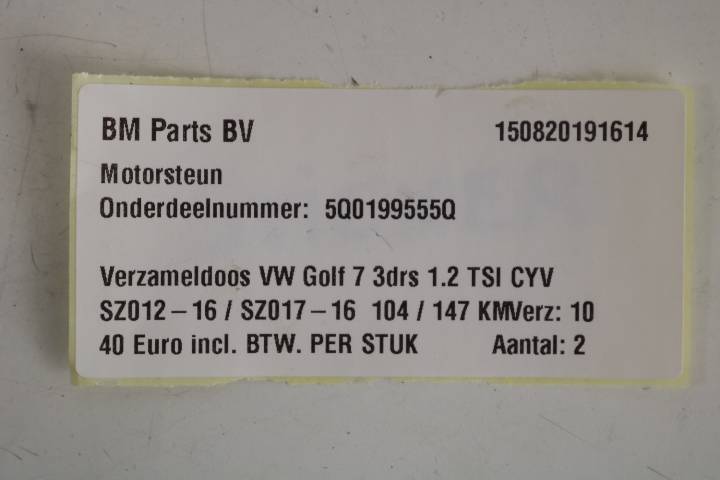 BM Parts BV 150820191614
Motorsteun
Onderdeelnummer: 5Q0199555Q
Verzameldoos VW Golf 7 3drs 1.2 TSI CYV
SZ012-16 / SZ017-16 104 / 147 KMVerz: 10
40 Euro incl. BTW. PER STUK Aantal: 2